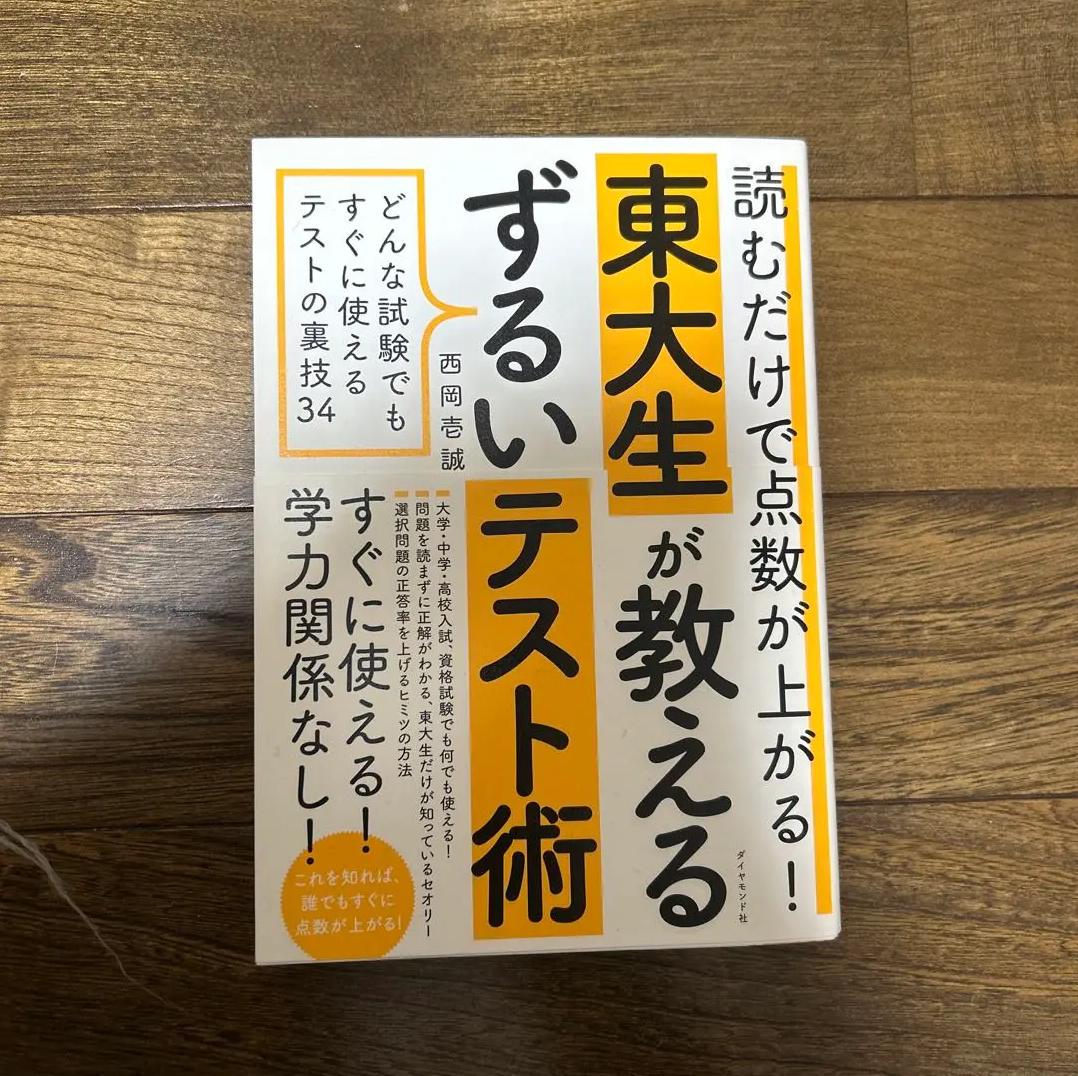 読むだけで点数が上がる!
東大生が教える
ずるいテスト術
ダイヤモンド社
西岡壱誠
どんな試験でも
すぐに使える
テストの裏技34
大学・中学・高校入試、資格試験でも何でも使える!
問題を読まずに正解がわかる、東大生だけが知っているセオリー
選択問題の正答率を上げるヒミツの方法
すぐに使える!
学力関係なし!
これを知れば、
誰でもすぐに
点数が上がる!